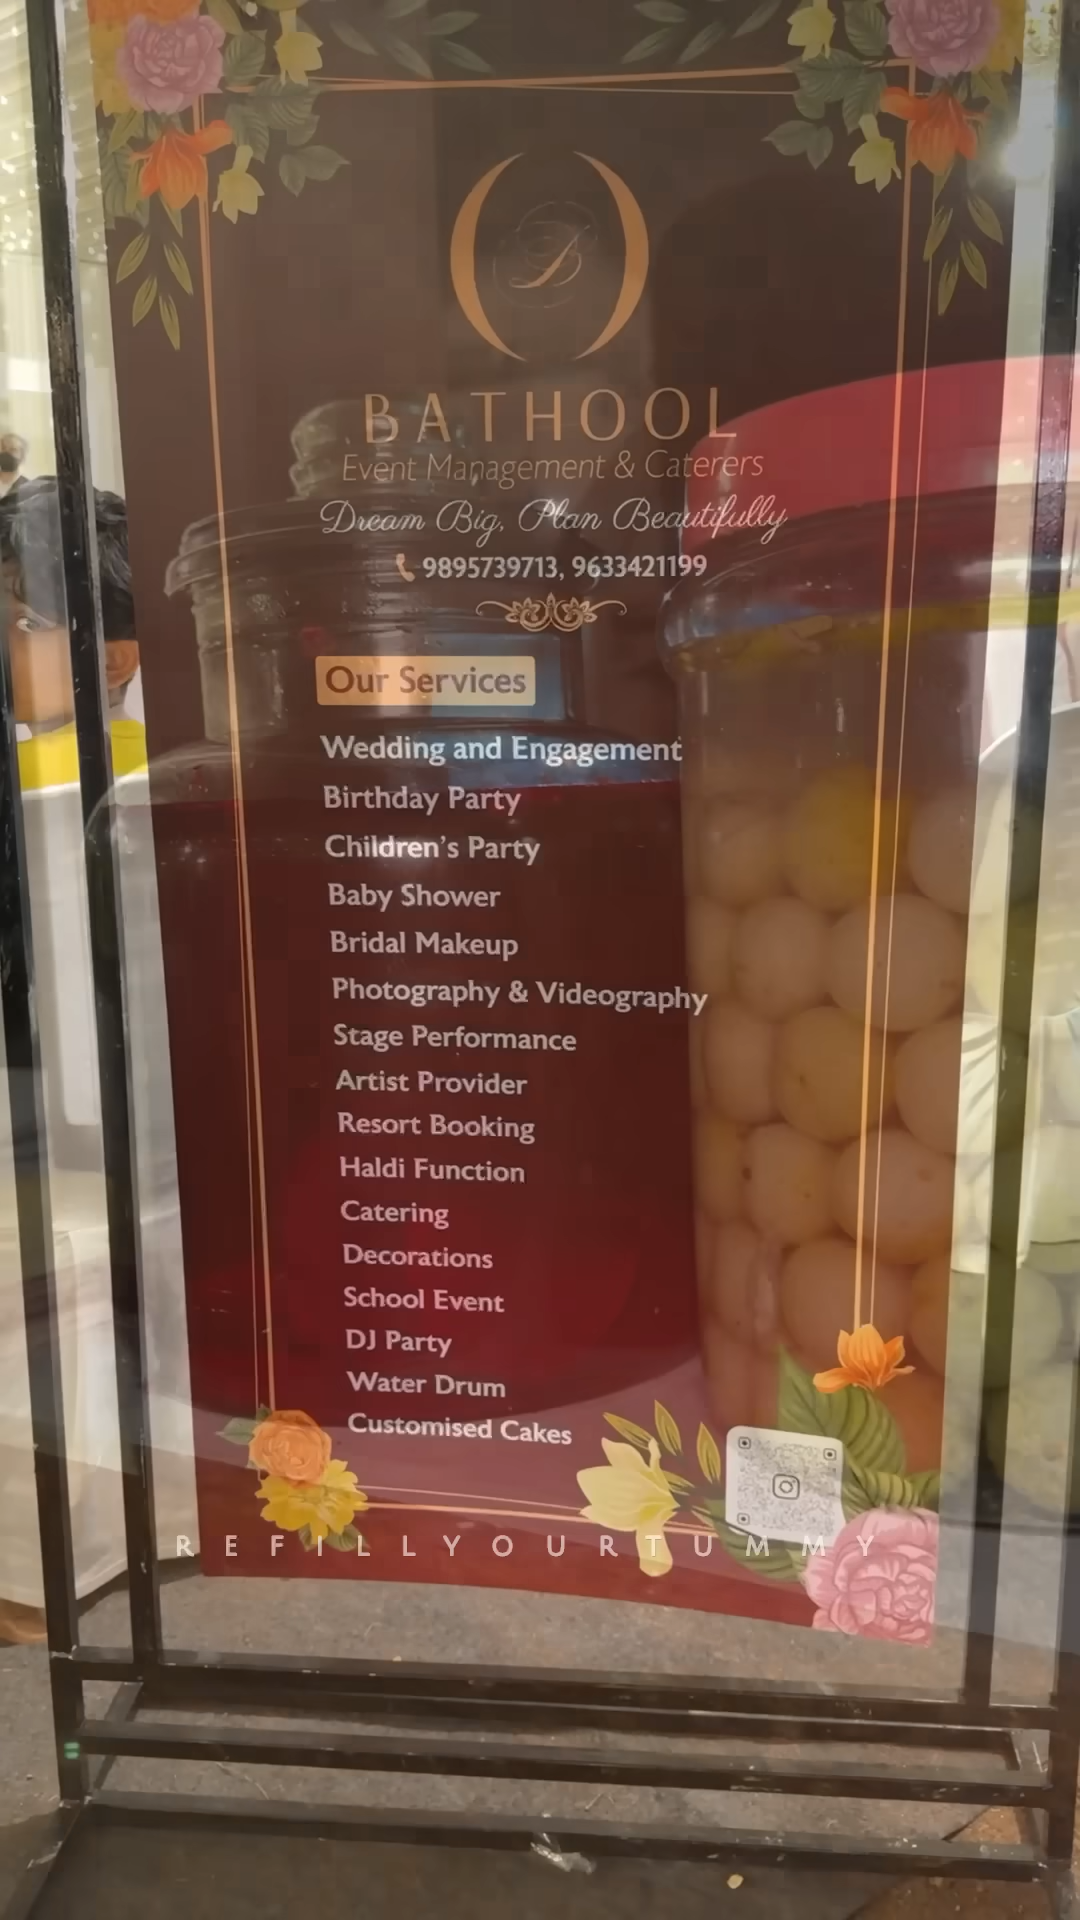 B
BATHOOL
Event Management & Caterers
Dream Big, Plan Beautifully
9895739713, 9633421199
Our Services
Wedding and Engagement
Birthday Party
Children's Party
Baby Shower
Bridal Makeup
Photography & Videography
Stage Performance
Artist Provider
Resort Booking
Haldi Function
Catering
Decorations
School Event
DJ Party
Water Drum
Customised Cakes
REFILLYOURTUMMY